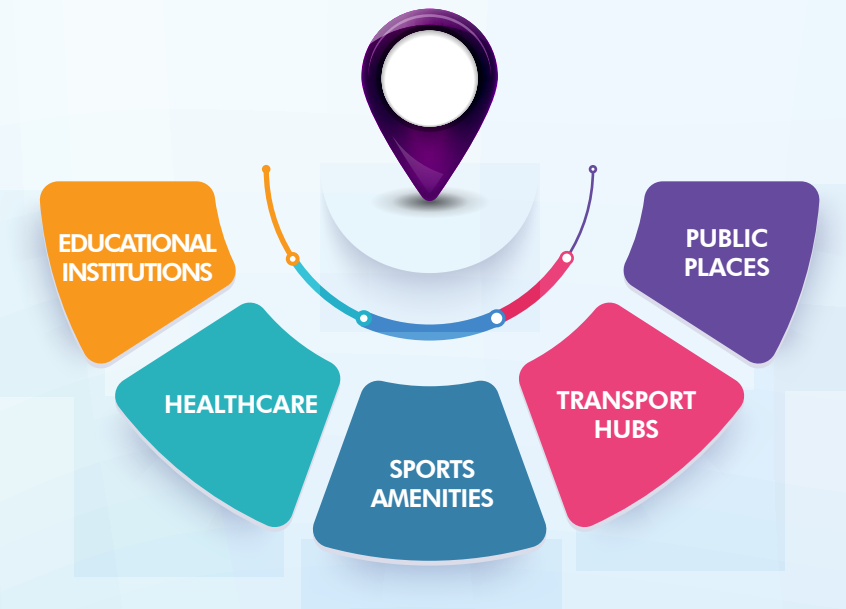 EDUCATIONAL
INSTITUTIONS
HEALTHCARE
SPORTS
AMENITIES
TRANSPORT
HUBS
PUBLIC
PLACES